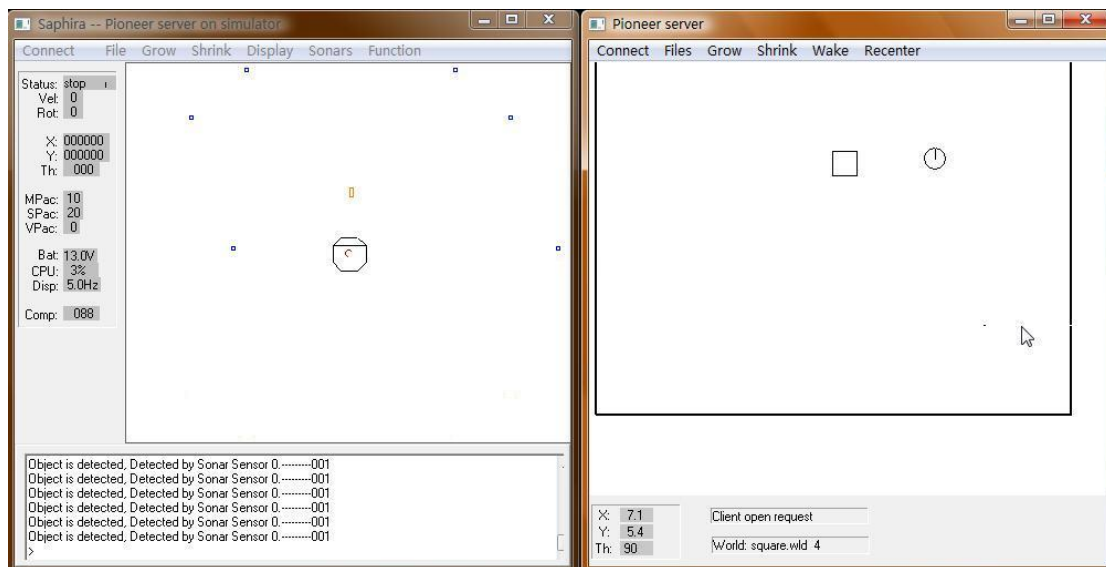 Saphira -- Pioneer server on simulator
Connect File Grow Shrink Display Sonars Function
Status: stop
Vel: 0
Rot: 0
X: 000000
Y: 000000
Th: 000
MPac: 10
SPac: 20
VPac: 0
Bat: 13.0V
CPU: 3%
Disp: 5.0Hz
Comp: 088
Object is detected, Detected by Sonar Sensor 0.---------001
Object is detected, Detected by Sonar Sensor 0.---------001
Object is detected, Detected by Sonar Sensor 0.---------001
Object is detected, Detected by Sonar Sensor 0.---------001
Object is detected, Detected by Sonar Sensor 0.---------001
Object is detected, Detected by Sonar Sensor 0.---------001
>
Pioneer server
Connect Files Grow Shrink Wake Recenter
X: 7.1
Y: 5.4
Th: 90
Client open request
World: square.wld 4